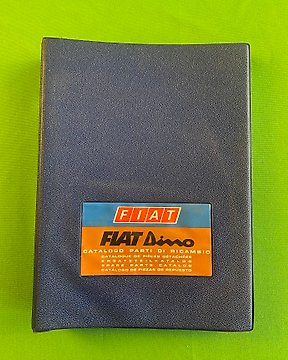 FIAT
FIAT Dino
CATALOGO PARTI DI RICAMBIO
CATALOGUE DE PIÈCES DÉTACHÉES
ERSATZTEILKATALOG
SPARE PARTS CATALOG
CATÁLOGO DE PIEZAS DE REPUESTO